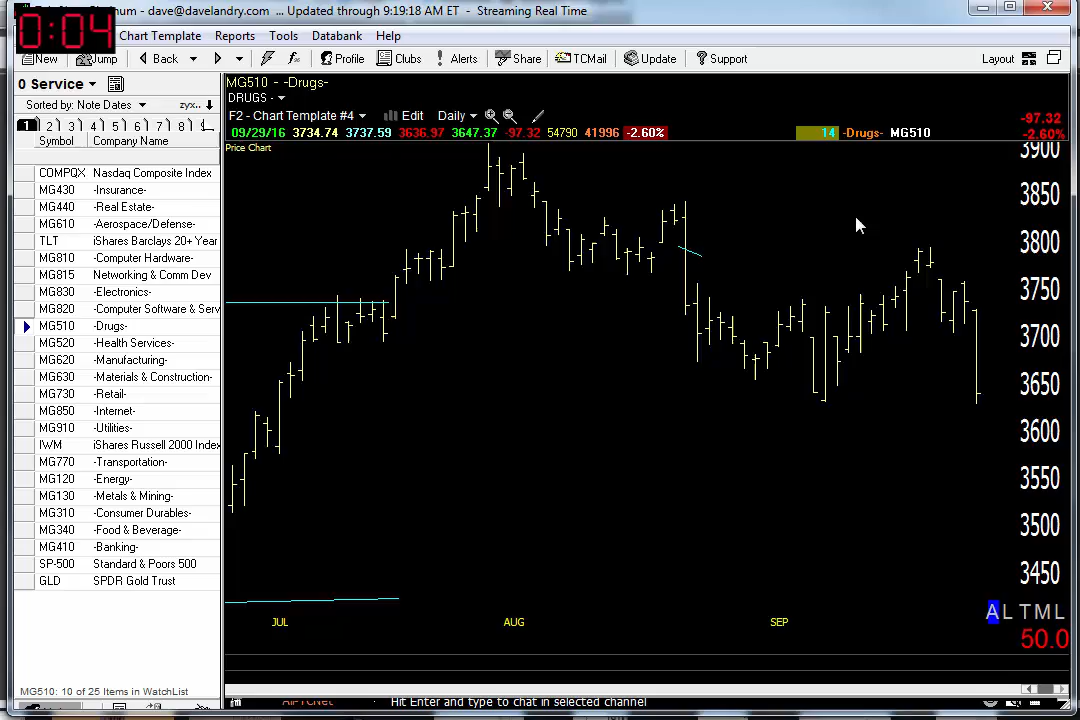 tinum - dave@davelandry.com ... Updated through 9:19:18 AM ET - Streaming Real Time
0:04
Chart Template Reports Tools Databank Help
New Jump Back Profile Clubs Alerts Share TCMail Update Support Layout
0 Service
Sorted by: Note Dates zyx..
1 2 3 4 5 6 7 8
Symbol Company Name
COMPQX Nasdaq Composite Index
MG430 -Insurance-
MG440 -Real Estate-
MG610 -Aerospace/Defense-
TLT iShares Barclays 20+ Year
MG810 -Computer Hardware-
MG815 Networking & Comm Dev
MG830 -Electronics-
MG820 -Computer Software & Serv
MG510 -Drugs-
MG520 -Health Services-
MG620 -Manufacturing-
MG630 -Materials & Construction-
MG730 -Retail-
MG850 -Internet-
MG910 -Utilities-
IWM iShares Russell 2000 Index
MG770 -Transportation-
MG120 -Energy-
MG130 -Metals & Mining-
MG310 -Consumer Durables-
MG340 -Food & Beverage-
MG410 -Banking-
SP-500 Standard & Poors 500
GLD SPDR Gold Trust
MG510: 10 of 25 Items in WatchList
MG510 - -Drugs-
DRUGS -
F2 - Chart Template #4 Edit Daily
09/29/16 3734.74 3737.59 3636.97 3647.37 -97.32 54790 41996 -2.60% 14 -Drugs- MG510
-97.32
-2.60%
Price Chart
3900
3850
3800
3750
3700
3650
3600
3550
3500
3450
A L T M L
50.0
JUL AUG SEP
Hit Enter and type to chat in selected channel